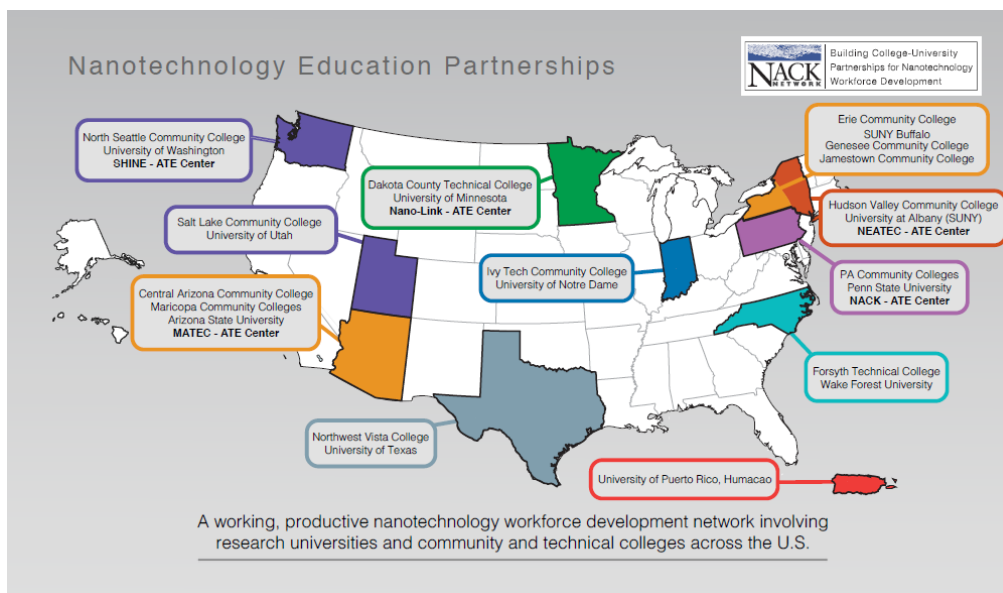 Nanotechnology Education Partnerships
NACK
NETWORK
Building College-University
Partnerships for Nanotechnology
Workforce Development
North Seattle Community College
University of Washington
SHINE - ATE Center
Dakota County Technical College
University of Minnesota
Nano-Link - ATE Center
Erie Community College
SUNY Buffalo
Genesee Community College
Jamestown Community College
Hudson Valley Community College
University at Albany (SUNY)
NEATEC - ATE Center
Salt Lake Community College
University of Utah
Ivy Tech Community College
University of Notre Dame
PA Community Colleges
Penn State University
NACK - ATE Center
Central Arizona Community College
Maricopa Community Colleges
Arizona State University
MATEC - ATE Center
Forsyth Technical College
Wake Forest University
Northwest Vista College
University of Texas
University of Puerto Rico, Humacao
A working, productive nanotechnology workforce development network involving
research universities and community and technical colleges across the U.S.